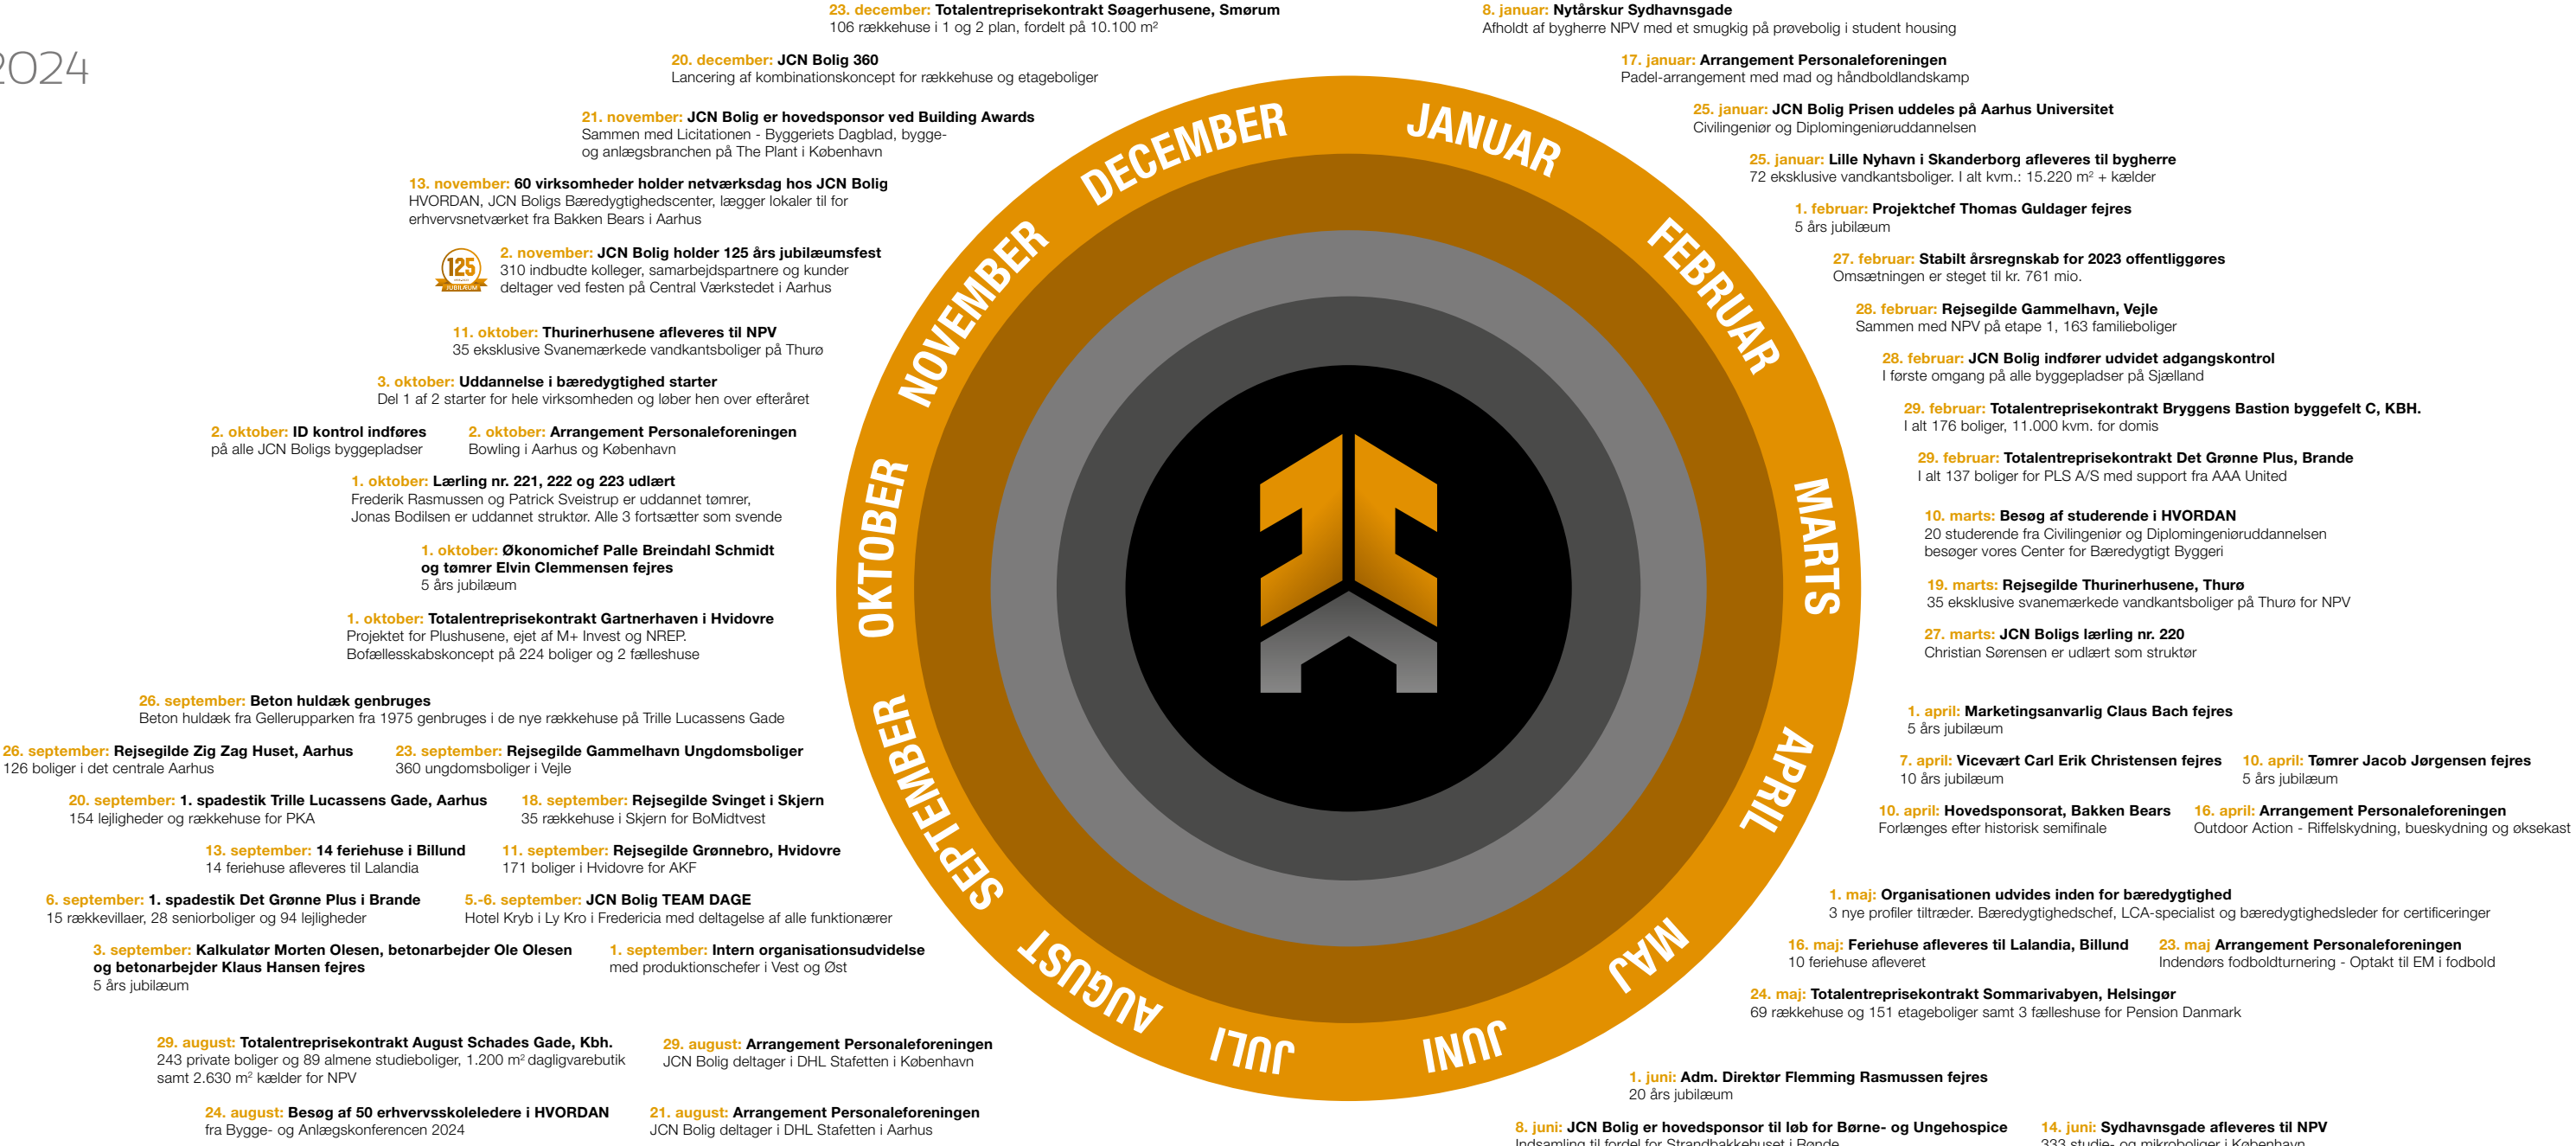 2024
8. januar: Nytårskur Sydhavnsgade
Afholdt af bygherre NPV med et smugkig på prøvebolig i student housing
17. januar: Arrangement Personaleforeningen
Padel-arrangement med mad og håndboldlandskamp
25. januar: JCN Bolig Prisen uddeles på Aarhus Universitet
Civilingeniør og Diplomingeniøruddannelsen
25. januar: Lille Nyhavn i Skanderborg afleveres til bygherre
72 eksklusive vandkantsboliger. I alt kvm.: 15.220 m² + kælder
1. februar: Projektchef Thomas Guldager fejres
5 års jubilæum
27. februar: Stabilt årsregnskab for 2023 offentliggøres
Omsætningen er steget til kr. 761 mio.
28. februar: Rejsegilde Gammelhavn, Vejle
Sammen med NPV på etape 1, 163 familieboliger
28. februar: JCN Bolig indfører udvidet adgangskontrol
I første omgang på alle byggepladser på Sjælland
29. februar: Totalentreprisekontrakt Bryggens Bastion byggefelt C, KBH.
I alt 176 boliger, 11.000 kvm. for domis
29. februar: Totalentreprisekontrakt Det Grønne Plus, Brande
I alt 137 boliger for PLS A/S med support fra AAA United
10. marts: Besøg af studerende i HVORDAN
20 studerende fra Civilingeniør og Diplomingeniøruddannelsen
besøger vores Center for Bæredygtigt Byggeri
19. marts: Rejsegilde Thurinerhusene, Thurø
35 eksklusive svanemærkede vandkantsboliger på Thurø for NPV
27. marts: JCN Boligs lærling nr. 220
Christian Sørensen er udlært som struktør
1. april: Marketingsanvarlig Claus Bach fejres
5 års jubilæum
7. april: Vicevært Carl Erik Christensen fejres
10 års jubilæum
10. april: Tømrer Jacob Jørgensen fejres
5 års jubilæum
10. april: Hovedsponsorat, Bakken Bears
Forlænges efter historisk semifinale
16. april: Arrangement Personaleforeningen
Outdoor Action - Riffelskydning, bueskydning og øksekast
1. maj: Organisationen udvides inden for bæredygtighed
3 nye profiler tiltræder. Bæredygtighedschef, LCA-specialist og bæredygtighedsleder for certificeringer
16. maj: Feriehuse afleveres til Lalandia, Billund
10 feriehuse afleveret
23. maj Arrangement Personaleforeningen
Indendørs fodboldturnering - Optakt til EM i fodbold
24. maj: Totalentreprisekontrakt Sommarivabyen, Helsingør
69 rækkehuse og 151 etageboliger samt 3 fælleshuse for Pension Danmark
1. juni: Adm. Direktør Flemming Rasmussen fejres
20 års jubilæum
8. juni: JCN Bolig er hovedsponsor til løb for Børne- og Ungehospice
Indsamling til fordel for Strandbakkehuset i Rønde
14. juni: Sydhavnsgade afleveres til NPV
333 studie- og mikroboliger i København
23. december: Totalentreprisekontrakt Søagerhusene, Smørum
106 rækkehuse i 1 og 2 plan, fordelt på 10.100 m²
20. december: JCN Bolig 360
Lancering af kombinationskoncept for rækkehuse og etageboliger
21. november: JCN Bolig er hovedsponsor ved Building Awards
Sammen med Licitationen - Byggeriets Dagblad, bygge-
og anlægsbranchen på The Plant i København
13. november: 60 virksomheder holder netværksdag hos JCN Bolig
HVORDAN, JCN Boligs Bæredygtighedscenter, lægger lokaler til for
erhvervsnetværket fra Bakken Bears i Aarhus
125
JUBILÆUM
2. november: JCN Bolig holder 125 års jubilæumsfest
310 indbudte kolleger, samarbejdspartnere og kunder
deltager ved festen på Central Værkstedet i Aarhus
11. oktober: Thurinerhusene afleveres til NPV
35 eksklusive Svanemærkede vandkantsboliger på Thurø
3. oktober: Uddannelse i bæredygtighed starter
Del 1 af 2 starter for hele virksomheden og løber hen over efteråret
2. oktober: ID kontrol indføres
på alle JCN Boligs byggepladser
2. oktober: Arrangement Personaleforeningen
Bowling i Aarhus og København
1. oktober: Lærling nr. 221, 222 og 223 udlært
Frederik Rasmussen og Patrick Sveistrup er uddannet tømrer,
Jonas Bodilsen er uddannet struktør. Alle 3 fortsætter som svende
1. oktober: Økonomichef Palle Breindahl Schmidt
og tømrer Elvin Clemmensen fejres
5 års jubilæum
1. oktober: Totalentreprisekontrakt Gartnerhaven i Hvidovre
Projektet for Plushusene, ejet af M+ Invest og NREP.
Bofællesskabskoncept på 224 boliger og 2 fælleshuse
26. september: Beton huldæk genbruges
Beton huldæk fra Gellerupparken fra 1975 genbruges i de nye rækkehuse på Trille Lucassens Gade
26. september: Rejsegilde Zig Zag Huset, Aarhus
126 boliger i det centrale Aarhus
23. september: Rejsegilde Gammelhavn Ungdomsboliger
360 ungdomsboliger i Vejle
20. september: 1. spadestik Trille Lucassens Gade, Aarhus
154 lejligheder og rækkehuse for PKA
18. september: Rejsegilde Svinget i Skjern
35 rækkehuse i Skjern for BoMidtvest
13. september: 14 feriehuse i Billund
14 feriehuse afleveres til Lalandia
11. september: Rejsegilde Grønnebro, Hvidovre
171 boliger i Hvidovre for AKF
6. september: 1. spadestik Det Grønne Plus i Brande
15 rækkevillaer, 28 seniorboliger og 94 lejligheder
5.-6. september: JCN Bolig TEAM DAGE
Hotel Kryb i Ly Kro i Fredericia med deltagelse af alle funktionærer
3. september: Kalkulatør Morten Olesen, betonarbejder Ole Olesen
og betonarbejder Klaus Hansen fejres
5 års jubilæum
1. september: Intern organisationsudvidelse
med produktionschefer i Vest og Øst
29. august: Totalentreprisekontrakt August Schades Gade, Kbh.
243 private boliger og 89 almene studieboliger, 1.200 m² dagligvarebutik
samt 2.630 m² kælder for NPV
29. august: Arrangement Personaleforeningen
JCN Bolig deltager i DHL Stafetten i København
24. august: Besøg af 50 erhvervsskoleledere i HVORDAN
fra Bygge- og Anlægskonferencen 2024
21. august: Arrangement Personaleforeningen
JCN Bolig deltager i DHL Stafetten i Aarhus
JANUAR
FEBRUAR
MARTS
APRIL
MAJ
JUNI
JULI
AUGUST
SEPTEMBER
OKTOBER
NOVEMBER
DECEMBER